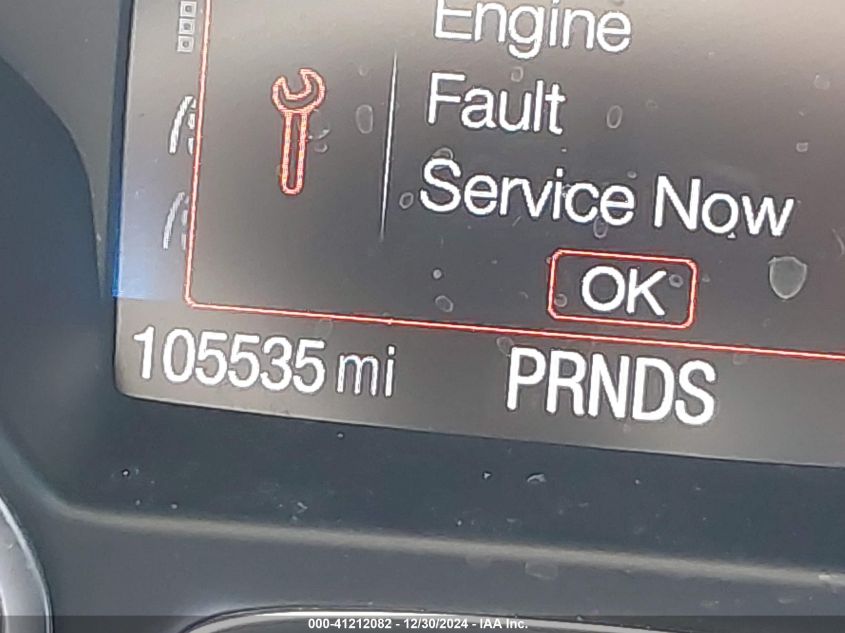 Engine
Fault
Service Now
OK
105535 mi PRNDS
000-41212082 - 12/30/2024 - IAA Inc.